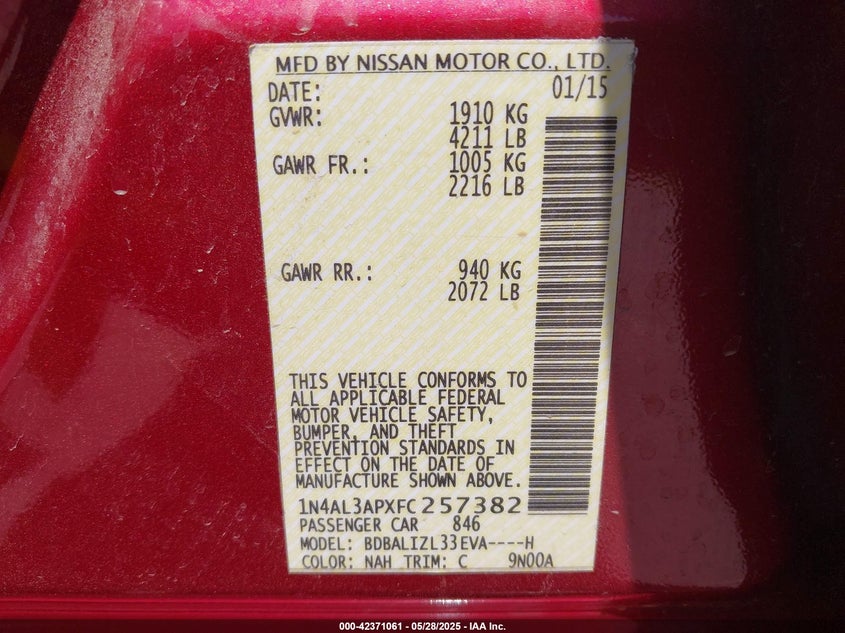 MFD BY NISSAN MOTOR CO., LTD.
DATE: 01/15
GVWR: 1910 KG
4211 LB
GAWR FR.: 1005 KG
2216 LB
GAWR RR.: 940 KG
2072 LB
THIS VEHICLE CONFORMS TO
ALL APPLICABLE FEDERAL
MOTOR VEHICLE SAFETY,
BUMPER, AND THEFT
PREVENTION STANDARDS IN
EFFECT ON THE DATE OF
MANUFACTURE SHOWN ABOVE.
1N4AL3APXFC257382
PASSENGER CAR 846
MODEL: BDBALIZL33EVA----H
COLOR: NAH TRIM: C 9N00A
000-42371061 - 05/28/2025 - IAA Inc.